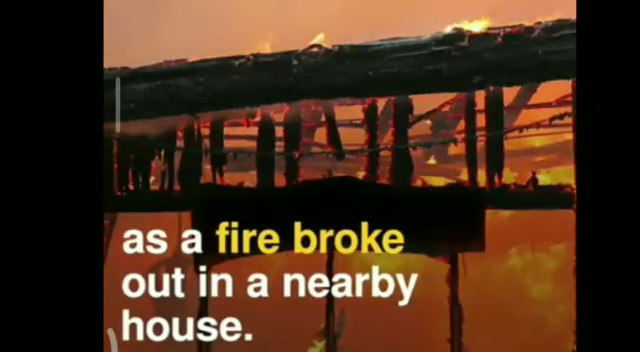 as a fire broke
out in a nearby
house.